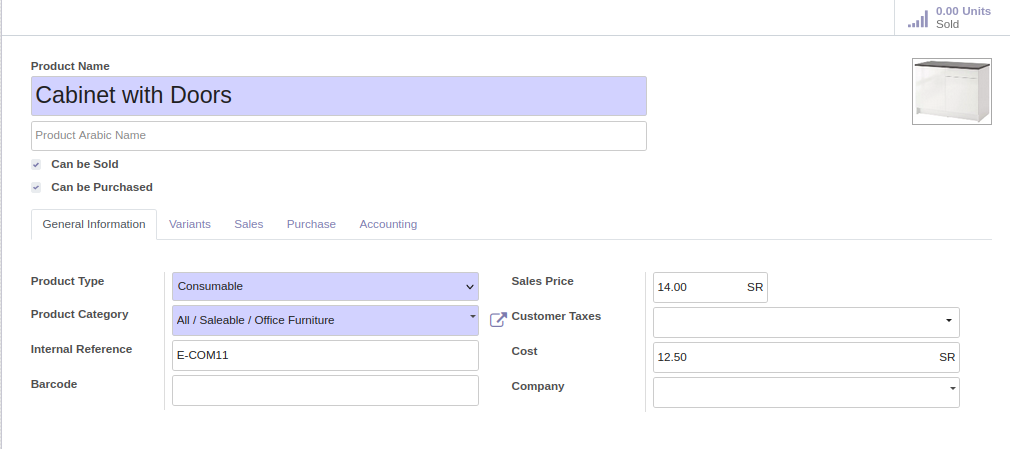 0.00 Units
Sold
Product Name
Cabinet with Doors
Product Arabic Name
Can be Sold
Can be Purchased
General Information Variants Sales Purchase Accounting
Product Type Consumable Sales Price 14.00 SR
Product Category All / Saleable / Office Furniture Customer Taxes
Internal Reference E-COM11 Cost 12.50 SR
Barcode Company